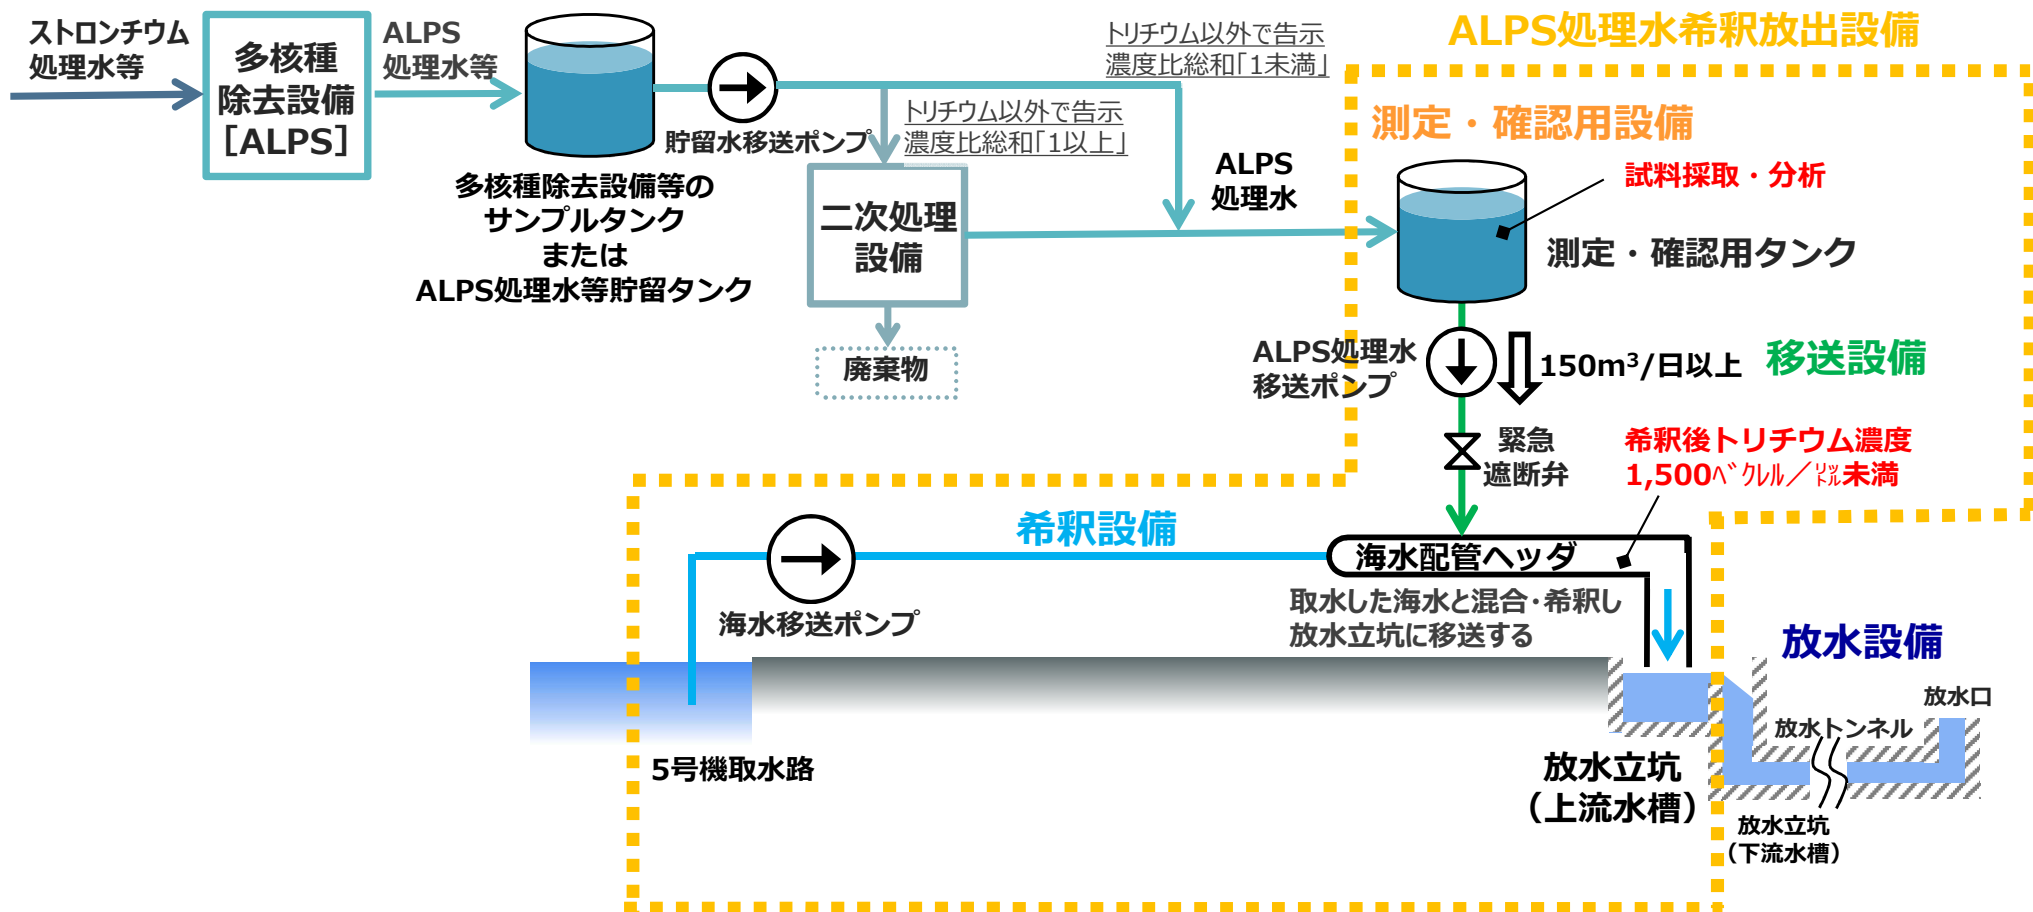 ストロンチウム
処理水等
多核種
除去設備
［ALPS］
ALPS
処理水等
貯留水移送ポンプ
多核種除去設備等の
サンプルタンク
または
ALPS処理水等貯留タンク
トリチウム以外で告示
濃度比総和「1未満」
トリチウム以外で告示
濃度比総和「1以上」
二次処理
設備
廃棄物
ALPS
処理水
ALPS処理水希釈放出設備
測定・確認用設備
試料採取・分析
測定・確認用タンク
ALPS処理水
移送ポンプ
150m³/日以上
移送設備
緊急
遮断弁
希釈後トリチウム濃度
1,500ﾍﾞｸﾚﾙ／㍑未満
希釈設備
海水移送ポンプ
海水配管ヘッダ
取水した海水と混合･希釈し
放水立坑に移送する
5号機取水路
放水設備
放水口
放水トンネル
放水立坑
（上流水槽）
放水立坑
（下流水槽）